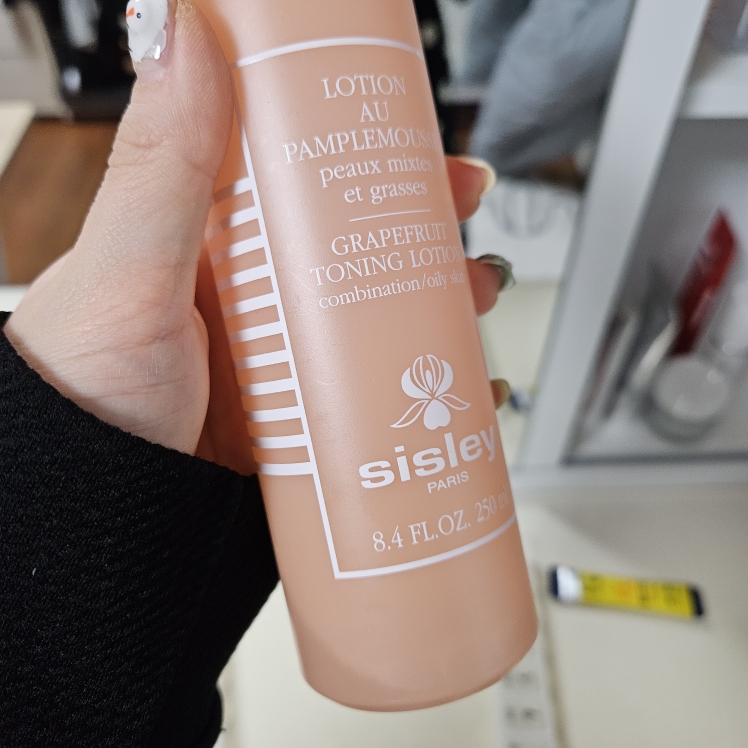 LOTION
AU
PAMPLEMOUSSE
peaux mixtes
et grasses
GRAPEFRUIT
TONING LOTION
combination/oily skin
sisley
PARIS
8.4 FL.OZ. 250